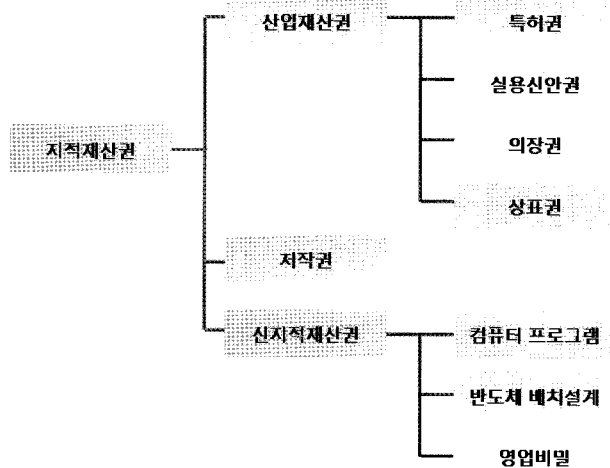 산업재산권
특허권
실용신안권
지적재산권
의장권
상표권
저작권
신지적재산권
컴퓨터 프로그램
반도체 배치설계
영업비밀